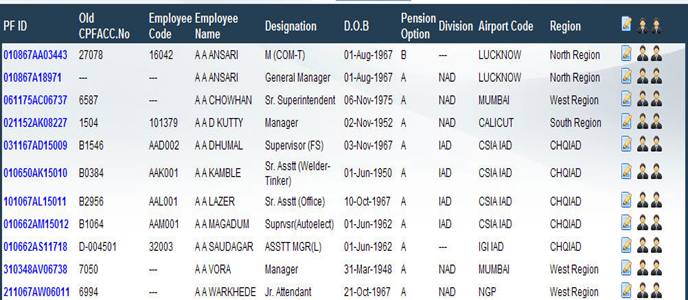 PF ID Old CPFACC.No Employee Code Employee Name Designation D.O.B Pension Option Division Airport Code Region
010867AA03443 27078 16042 A A ANSARI M (COM-T) 01-Aug-1967 B --- LUCKNOW North Region
010867A18971 --- --- A A ANSARI General Manager 01-Aug-1967 A NAD LUCKNOW North Region
061175AC06737 6587 --- A A CHOWHAN Sr. Superintendent 06-Nov-1975 A NAD MUMBAI West Region
021152AK08227 1504 101379 A A D KUTTY Manager 02-Nov-1952 A NAD CALICUT South Region
031167AD15009 B1546 AAD002 A A DHUMAL Supervisor (FS) 03-Nov-1967 A IAD CSIA IAD CHQIAD
010650AK15010 B0384 AAK001 A A KAMBLE Sr. Asstt (Welder-Tinker) 01-Jun-1950 A IAD CSIA IAD CHQIAD
101067AL15011 B2956 AAL001 A A LAZER Sr. Asstt (Office) 10-Oct-1967 A IAD CSIA IAD CHQIAD
010662AM15012 B1064 AAM001 A A MAGADUM Suprvsr(Autoelect) 01-Jun-1962 A IAD CSIA IAD CHQIAD
010662AS11718 D-004501 32003 A A SAUDAGAR ASSTT MGR(L) 01-Jun-1962 A --- IGI IAD CHQIAD
310348AV06738 7050 --- A A VORA Manager 31-Mar-1948 A NAD MUMBAI West Region
211067AW06011 6994 --- A A WARKHEDE Jr. Attendant 21-Oct-1967 A NAD NGP West Region